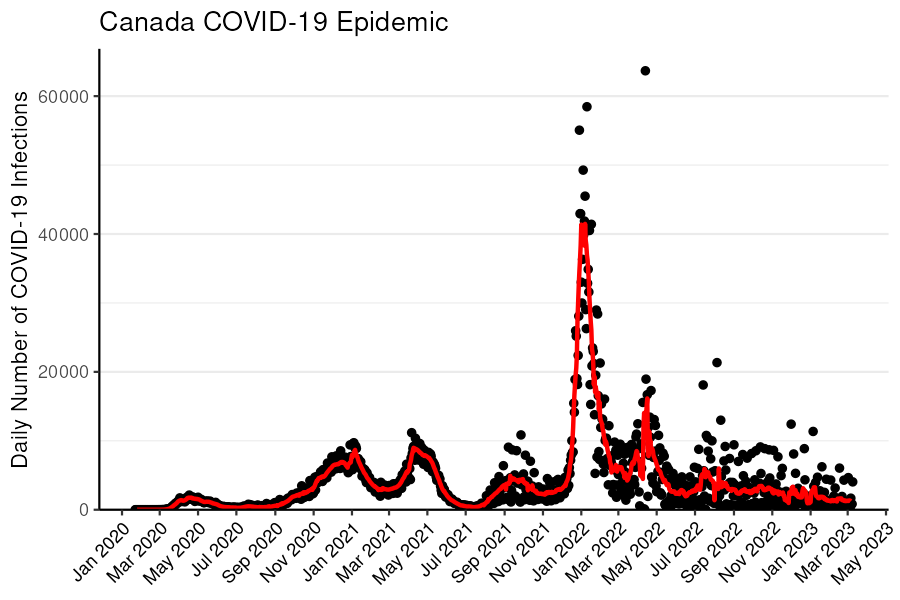 Canada COVID-19 Epidemic
Daily Number of COVID-19 Infections
60000
40000
20000
0
Jan 2020
Mar 2020
May 2020
Jul 2020
Sep 2020
Nov 2020
Jan 2021
Mar 2021
May 2021
Jul 2021
Sep 2021
Nov 2021
Jan 2022
Mar 2022
May 2022
Jul 2022
Sep 2022
Nov 2022
Jan 2023
Mar 2023
May 2023